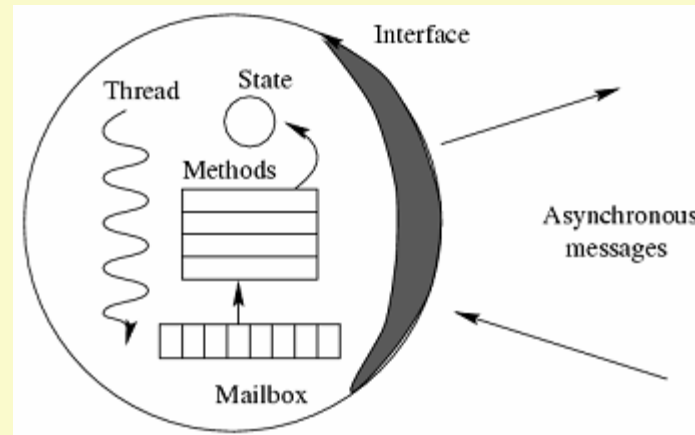 Interface
State
Thread
Methods
Asynchronous
messages
Mailbox